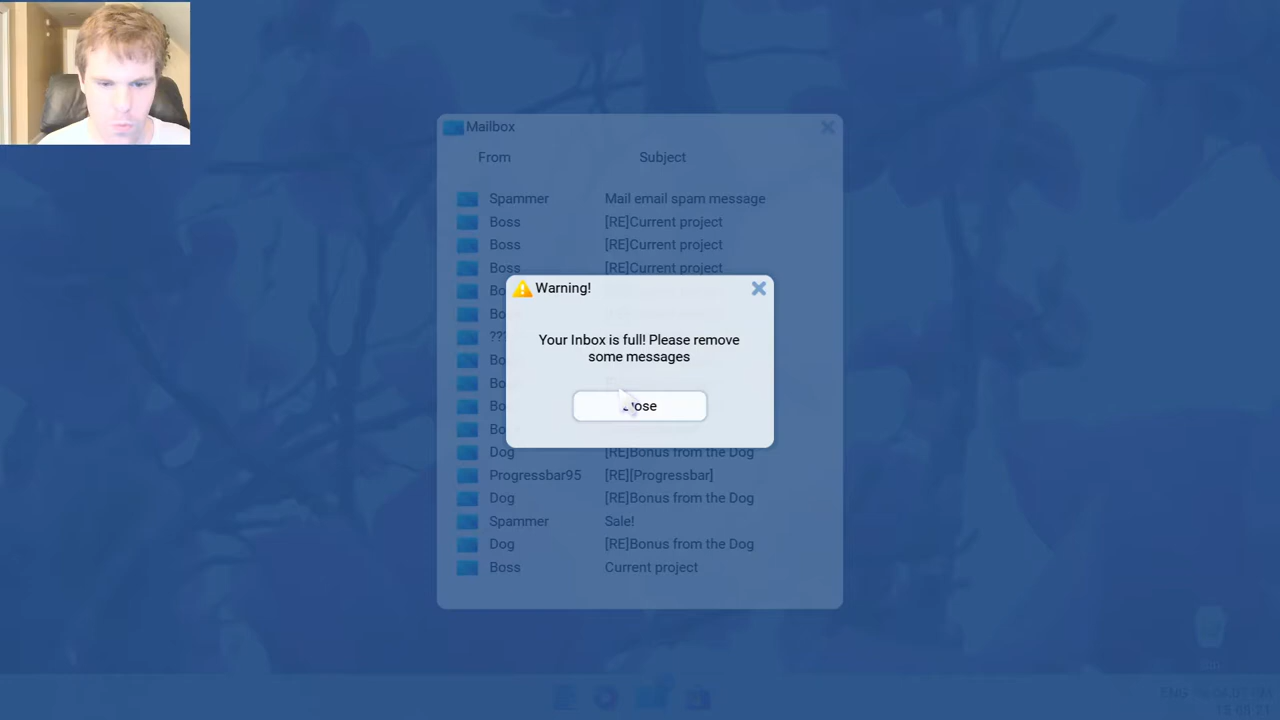 Mailbox
From Subject
Spammer Mail email spam message
Boss [RE]Current project
Boss [RE]Current project
Boss [RE]Current project
Warning!
Your Inbox is full! Please remove
some messages
Dog [RE]Bonus from the Dog
Progressbar95 [RE][Progressbar]
Dog [RE]Bonus from the Dog
Spammer Sale!
Dog [RE]Bonus from the Dog
Boss Current project
ENG